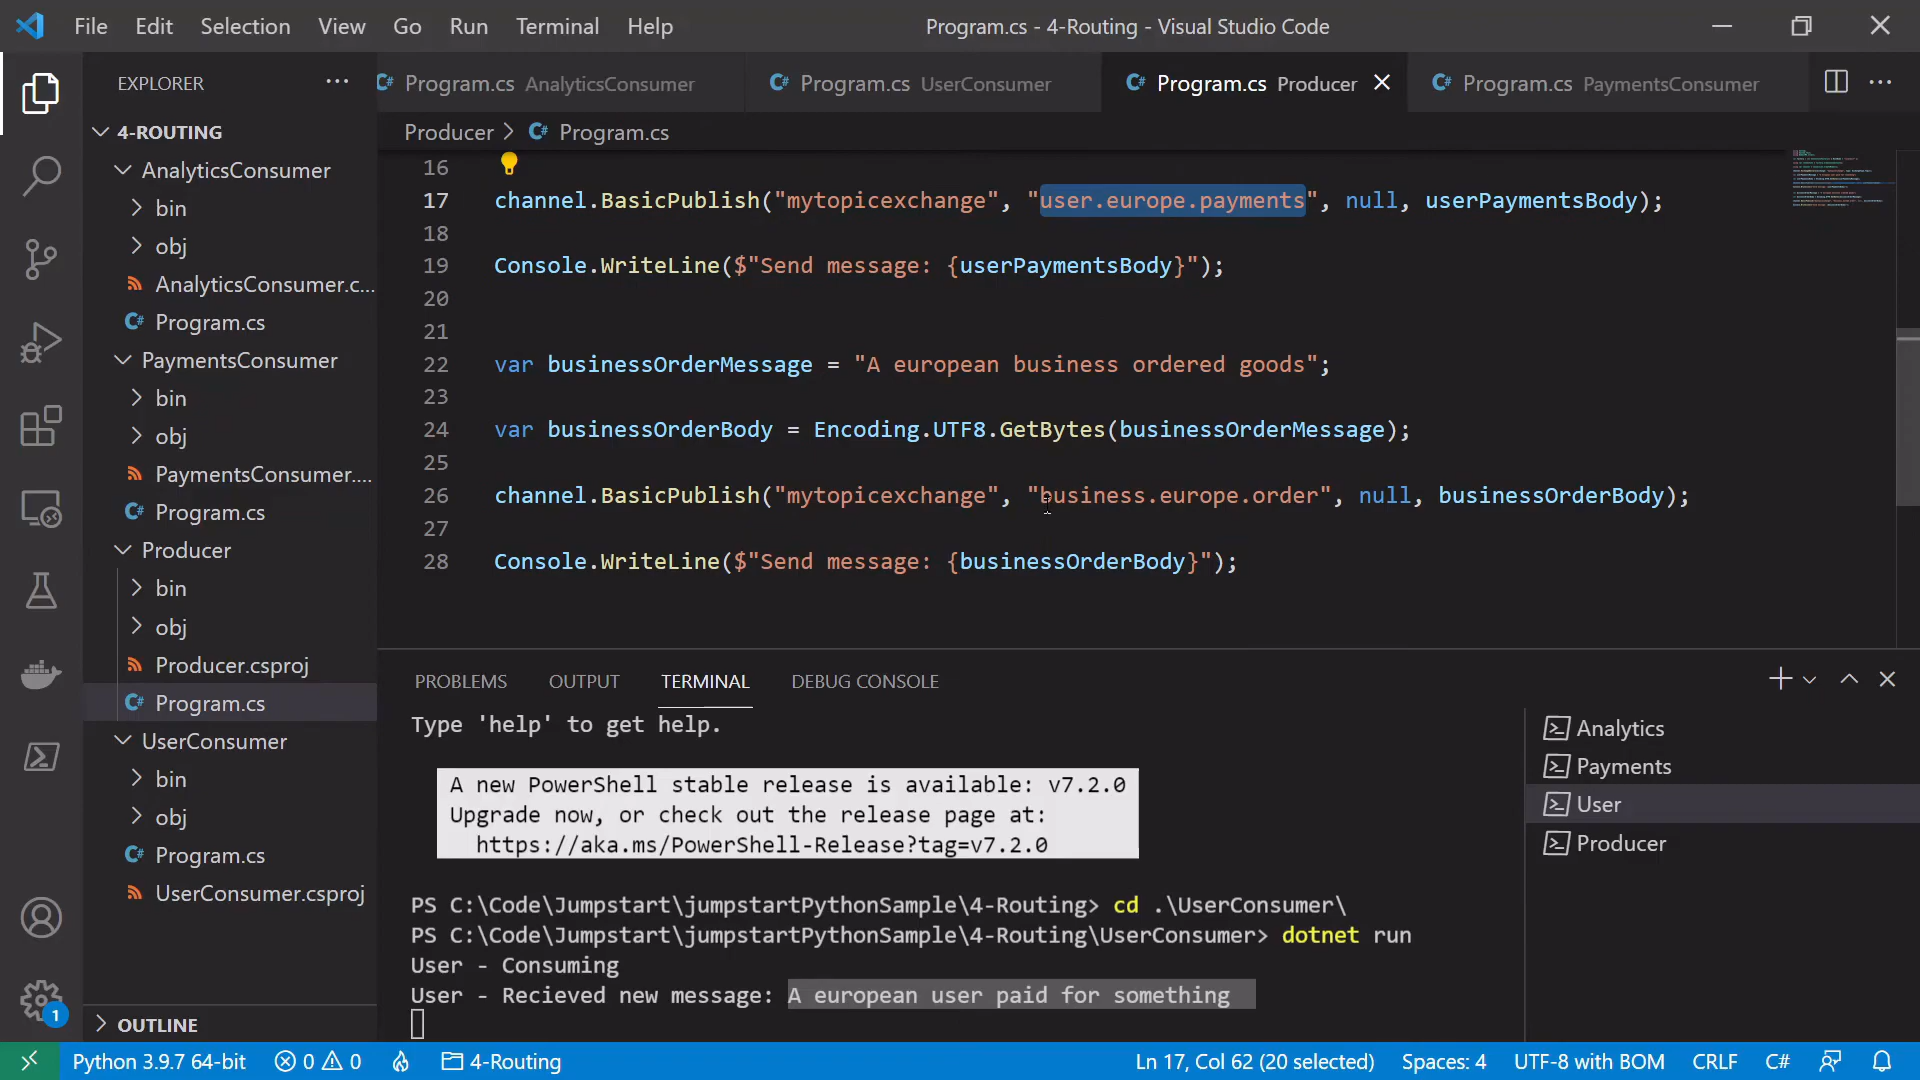 File Edit Selection View Go Run Terminal Help
Program.cs - 4-Routing - Visual Studio Code
EXPLORER
Program.cs AnalyticsConsumer
Program.cs UserConsumer
Program.cs Producer
Program.cs PaymentsConsumer
Producer > Program.cs
4-ROUTING
AnalyticsConsumer
bin
obj
AnalyticsConsumer.c...
Program.cs
PaymentsConsumer
bin
obj
PaymentsConsumer....
Program.cs
Producer
bin
obj
Producer.csproj
Program.cs
UserConsumer
bin
obj
Program.cs
UserConsumer.csproj
OUTLINE
16
17 channel.BasicPublish("mytopicexchange", "user.europe.payments", null, userPaymentsBody);
18
19 Console.WriteLine($"Send message: {userPaymentsBody}");
20
21
22 var businessOrderMessage = "A european business ordered goods";
23
24 var businessOrderBody = Encoding.UTF8.GetBytes(businessOrderMessage);
25
26 channel.BasicPublish("mytopicexchange", "business.europe.order", null, businessOrderBody);
27
28 Console.WriteLine($"Send message: {businessOrderBody}");
PROBLEMS OUTPUT TERMINAL DEBUG CONSOLE
Type 'help' to get help.
A new PowerShell stable release is available: v7.2.0
Upgrade now, or check out the release page at:
https://aka.ms/PowerShell-Release?tag=v7.2.0
PS C:\Code\Jumpstart\jumpstartPythonSample\4-Routing> cd .\UserConsumer\
PS C:\Code\Jumpstart\jumpstartPythonSample\4-Routing\UserConsumer> dotnet run
User - Consuming
User - Recieved new message: A european user paid for something
Analytics
Payments
User
Producer
1
Python 3.9.7 64-bit 0 0 4-Routing
Ln 17, Col 62 (20 selected) Spaces: 4 UTF-8 with BOM CRLF C#